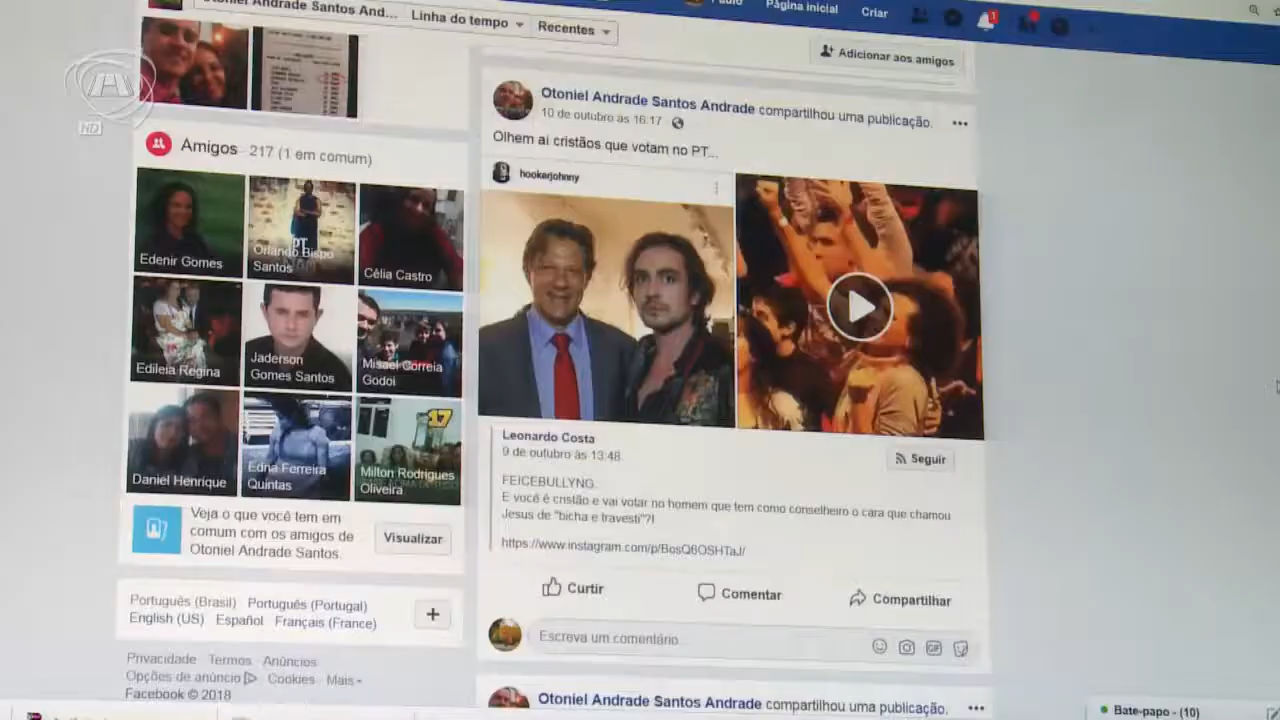 Otoniel Andrade Santos And...
Linha do tempo
Recentes
Página inicial
Criar
1
Adicionar aos amigos
HD
Amigos 217 (1 em comum)
Edenir Gomes
Orlando Bispo
Santos
Célia Castro
Edileia Regina
Jaderson
Gomes Santos
Misael Correia
Godoi
Daniel Henrique
Edna Ferreira
Quintas
17
Milton Rodrigues
Oliveira
Veja o que você tem em
comum com os amigos de
Otoniel Andrade Santos.
Visualizar
Português (Brasil) Português (Portugal)
English (US) Español Français (France)
+
Privacidade Termos Anúncios
Opções de anúncio Cookies Mais
Facebook © 2018
Otoniel Andrade Santos Andrade compartilhou uma publicação.
10 de outubro às 16:17
Olhem ai cristãos que votam no PT...
hookerjohnny
Leonardo Costa
9 de outubro às 13:48
Seguir
FEICEBULLYNG.
E você é cristão e vai votar no homem que tem como conselheiro o cara que chamou
Jesus de "bicha e travesti"?!
https://www.instagram.com/p/BosQ6OSHTaJ/
Curtir
Comentar
Compartilhar
Escreva um comentário
GIF
Otoniel Andrade Santos Andrade compartilhou uma publicação.
Bate-papo (10)